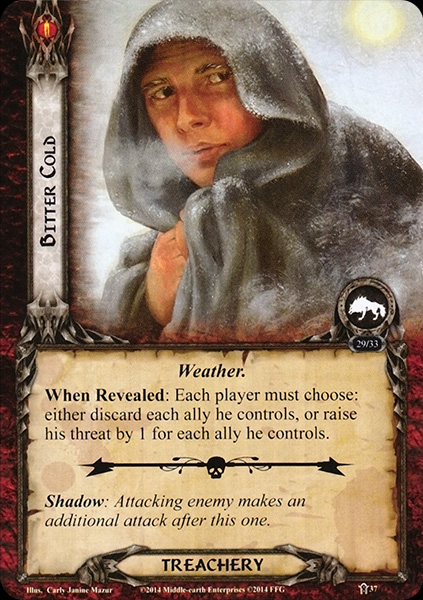 BITTER COLD
29/33
Weather.
When Revealed: Each player must choose:
either discard each ally he controls, or raise
his threat by 1 for each ally he controls.
Shadow: Attacking enemy makes an
additional attack after this one.
TREACHERY
Illus. Carly Janine Mazur ©2014 Middle-earth Enterprises ©2014 FFG 37